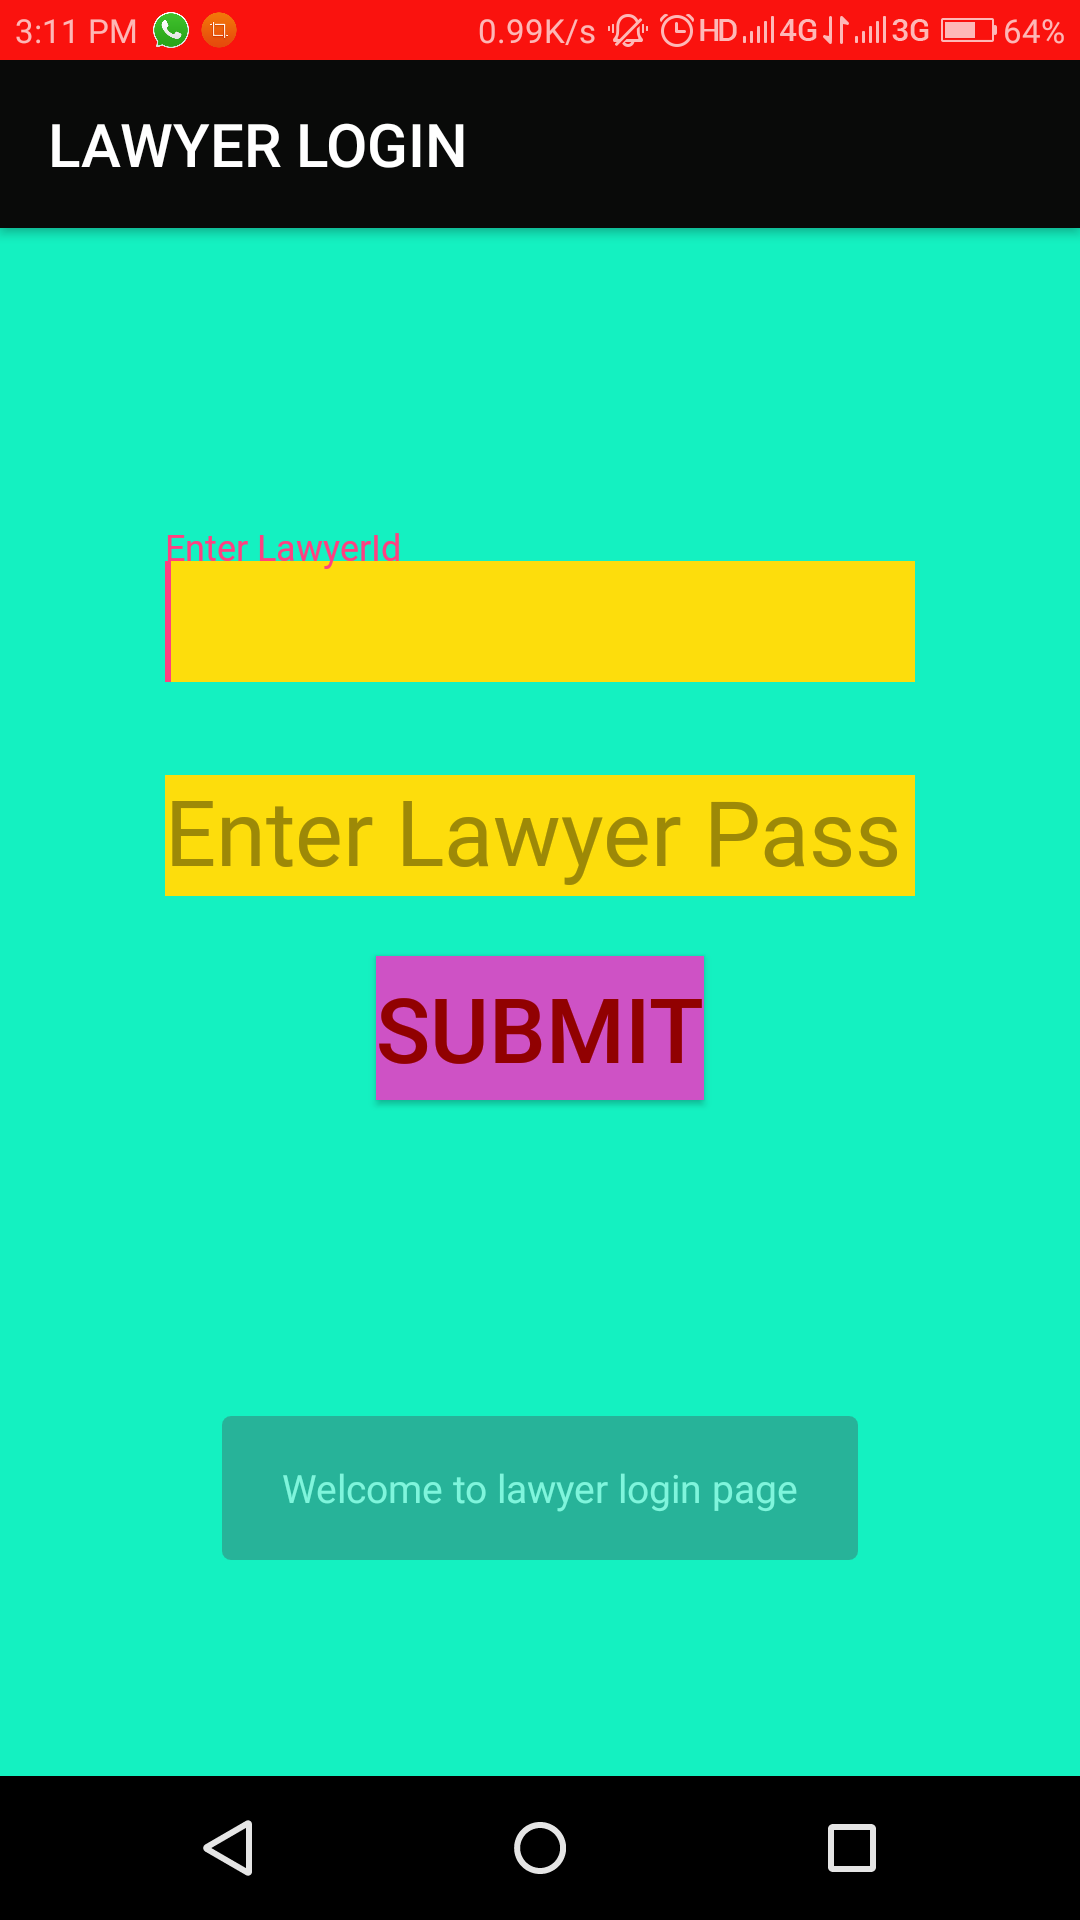 3:11 PM 0.99K/s HD 4G 3G 64%
LAWYER LOGIN
Enter LawyerId
Enter Lawyer Pass
SUBMIT
Welcome to lawyer login page